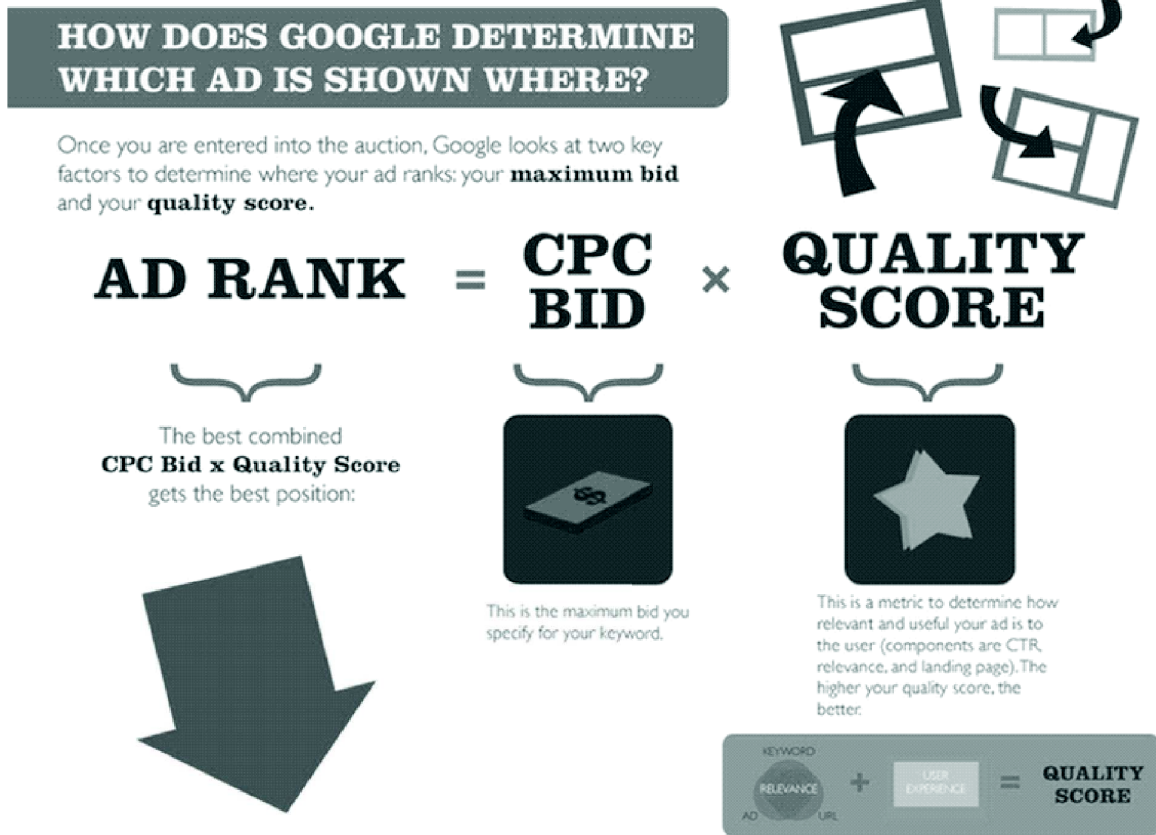 HOW DOES GOOGLE DETERMINE
WHICH AD IS SHOWN WHERE?
Once you are entered into the auction, Google looks at two key
factors to determine where your ad ranks: your maximum bid
and your quality score.
AD RANK = CPC BID × QUALITY SCORE
The best combined
CPC Bid x Quality Score
gets the best position:
$
This is the maximum bid you
specify for your keyword.
This is a metric to determine how
relevant and useful your ad is to
the user (components are CTR,
relevance, and landing page). The
higher your quality score, the
better.
KEYWORD
RELEVANCE
AD
URL
+
USER
EXPERIENCE
=
QUALITY
SCORE